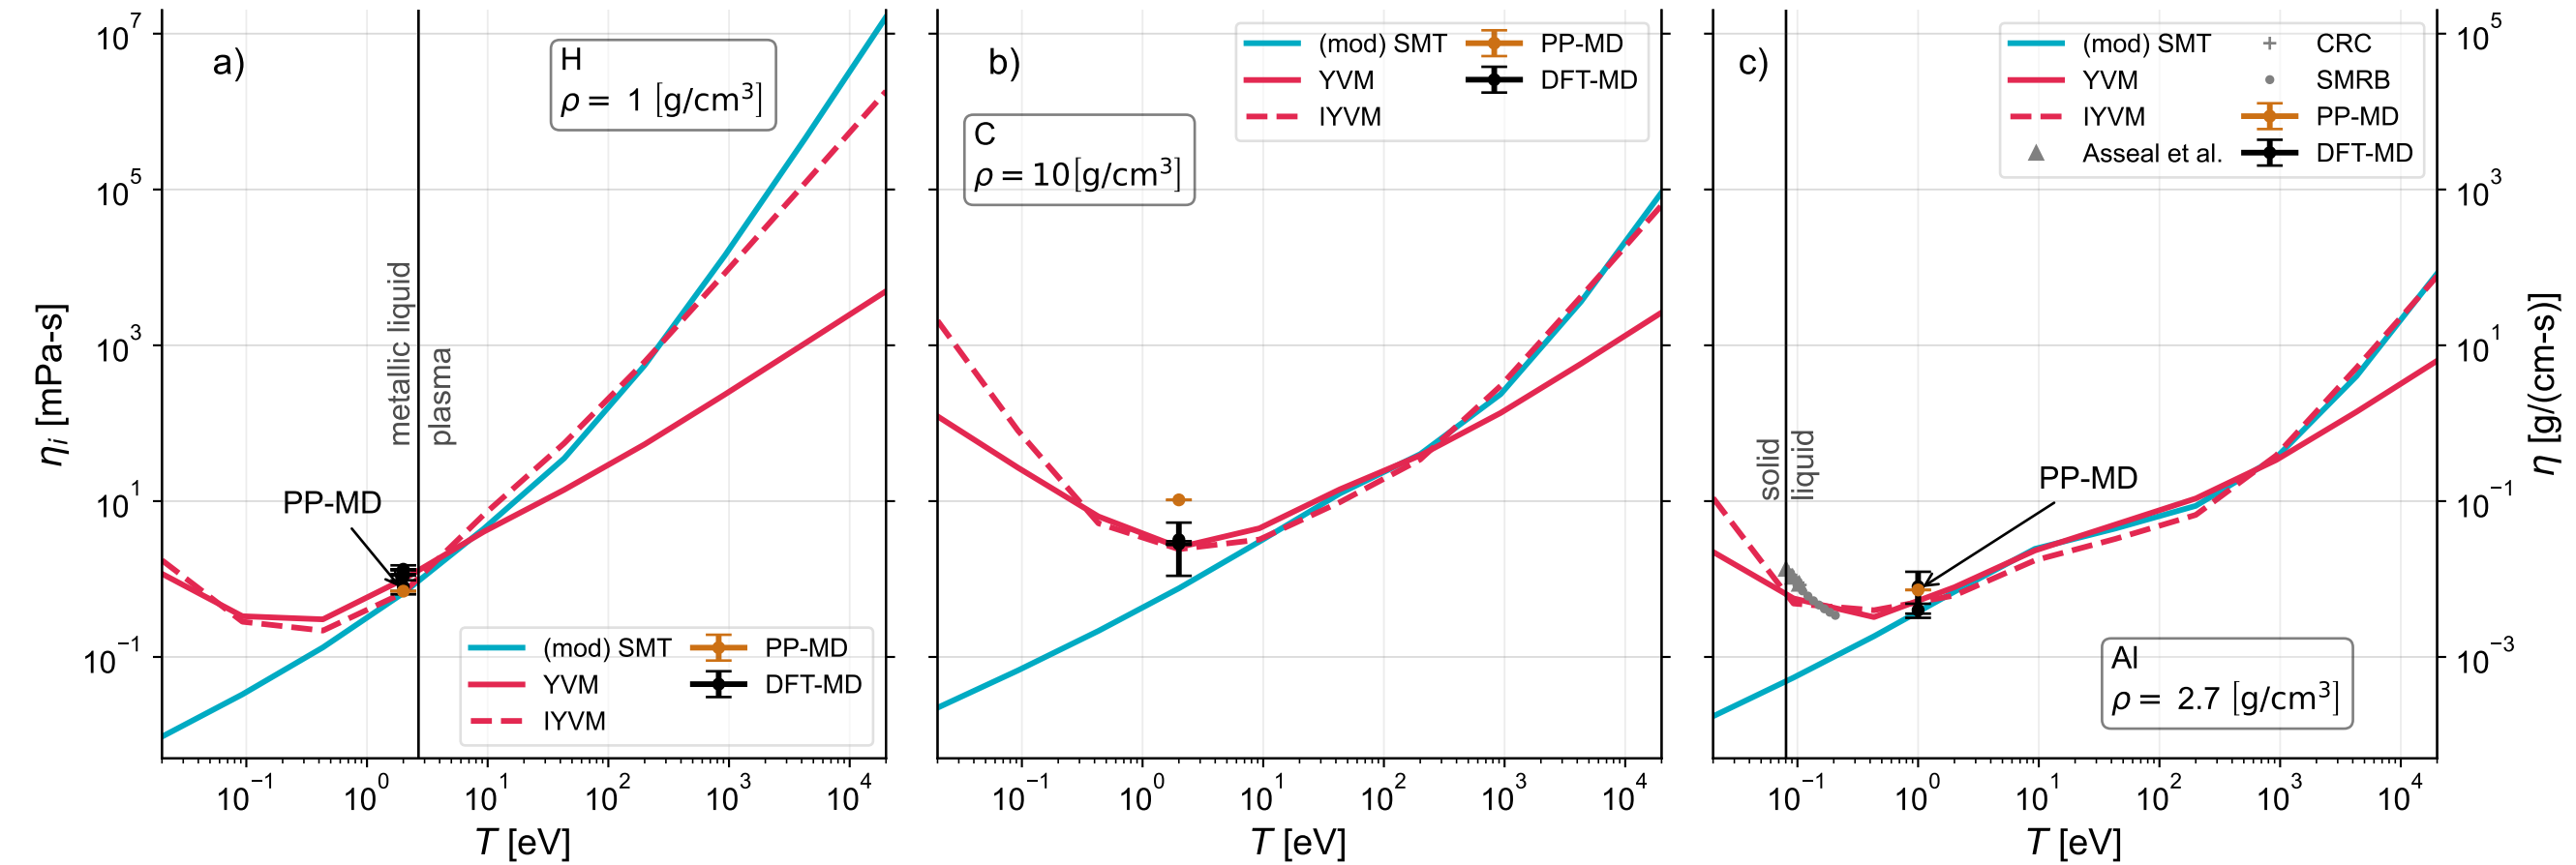 a)
H
ρ = 1 [g/cm³]
metallic liquid
plasma
PP-MD
(mod) SMT
YVM
IYVM
PP-MD
DFT-MD
10⁷
10⁵
10³
10¹
10⁻¹
ηᵢ [mPa-s]
10⁻¹ 10⁰ 10¹ 10² 10³ 10⁴
T [eV]
b)
C
ρ = 10[g/cm³]
(mod) SMT
YVM
IYVM
PP-MD
DFT-MD
10⁻¹ 10⁰ 10¹ 10² 10³ 10⁴
T [eV]
c)
(mod) SMT
YVM
IYVM
Asseal et al.
CRC
SMRB
PP-MD
DFT-MD
solid
liquid
PP-MD
Al
ρ = 2.7 [g/cm³]
10⁻¹ 10⁰ 10¹ 10² 10³ 10⁴
T [eV]
10⁵
10³
10¹
10⁻¹
10⁻³
η [g/(cm-s)]